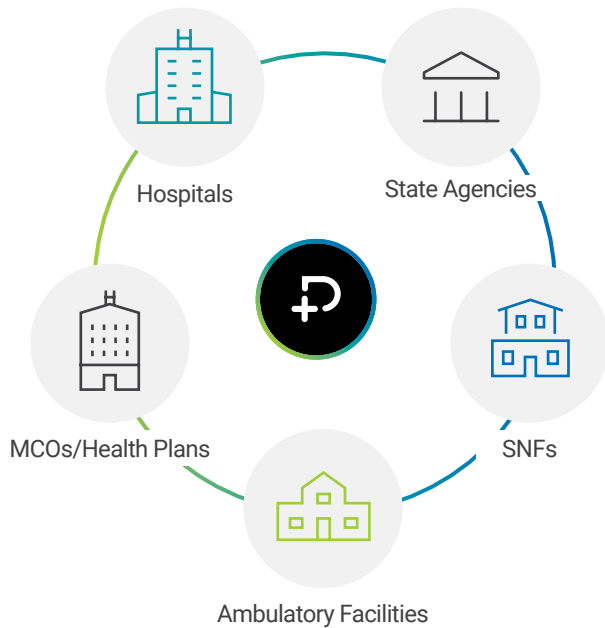 Hospitals
State Agencies
MCOs/Health Plans
SNFs
Ambulatory Facilities